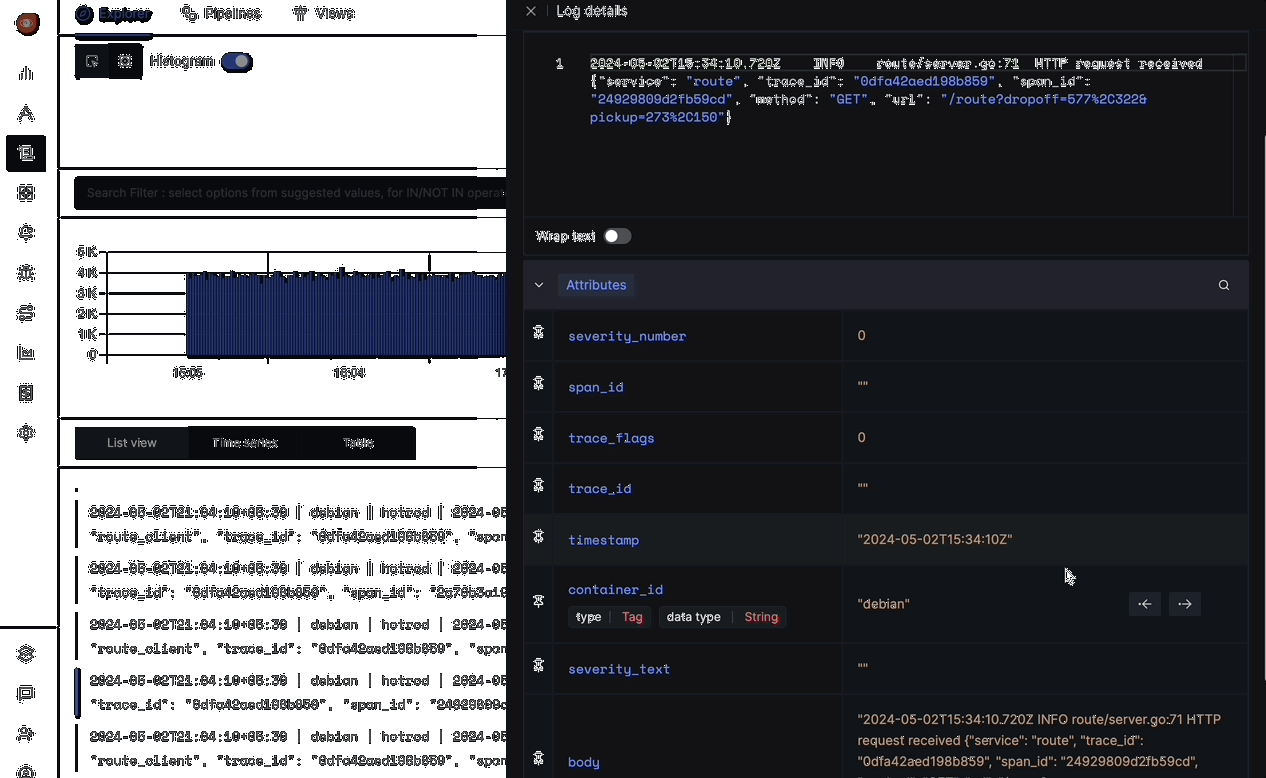 Explorer
Pipelines
Views
Histogram
Search Filter : select options from suggested values, for IN/NOT IN opera
5K
4K
3K
2K
1K
0
List view
Time series
Table
2024-05-02T21:04:10+05:30 | debian | hotrod | 2024-05
"route_client", "trace_id": "0dfa42aed198b859", "span
2024-05-02T21:04:10+05:30 | debian | hotrod | 2024-05
"trace_id": "0dfa42aed198b859", "span_id":
2024-05-02T21:04:10+05:30 | debian | hotrod | 2024-05
"route_client", "trace_id": "0dfa42aed198b859", "span
2024-05-02T21:04:10+05:30 | debian | hotrod | 2024-05
"trace_id": "0dfa42aed198b859", "span_id": "24929809d
2024-05-02T21:04:10+05:30 | debian | hotrod | 2024-05
"route_client", "trace_id": "0dfa42aed198b859", "span
Log details
1
2024-05-02T15:34:10.720Z INFO route/server.go:71 HTTP request received
{"service": "route", "trace_id": "0dfa42aed198b859", "span_id":
"24929809d2fb59cd", "method": "GET", "url": "/route?dropoff=577%2C322&
pickup=273%2C150"}
Wrap text
Attributes
severity_number
0
span_id
""
trace_flags
0
trace_id
""
timestamp
"2024-05-02T15:34:10Z"
container_id
type | Tag data type | String
"debian"
severity_text
""
body
"2024-05-02T15:34:10.720Z INFO route/server.go:71 HTTP
request received {"service": "route", "trace_id":
"0dfa42aed198b859", "span_id": "24929809d2fb59cd",